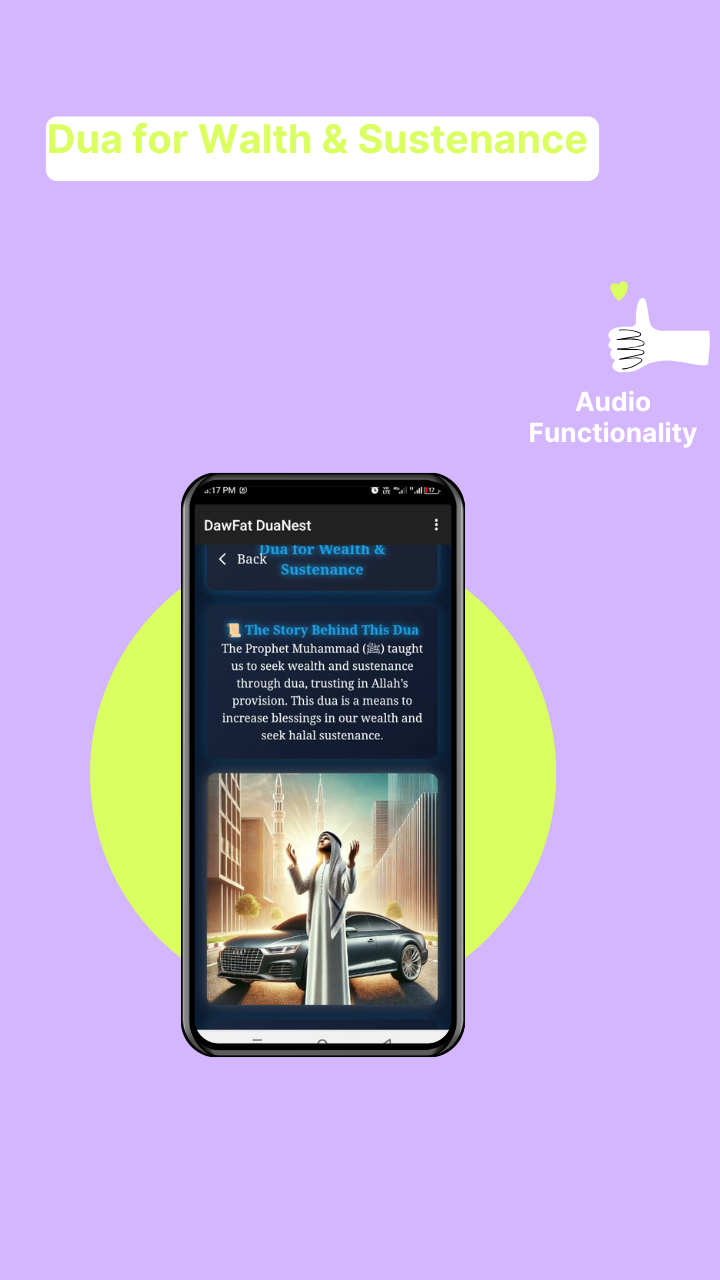 Dua for Walth & Sustenance
Audio
Functionality
:17 PM
DawFat DuaNest
Back
Dua for Wealth &
Sustenance
📜 The Story Behind This Dua
The Prophet Muhammad (ﷺ) taught
us to seek wealth and sustenance
through dua, trusting in Allah's
provision. This dua is a means to
increase blessings in our wealth and
seek halal sustenance.